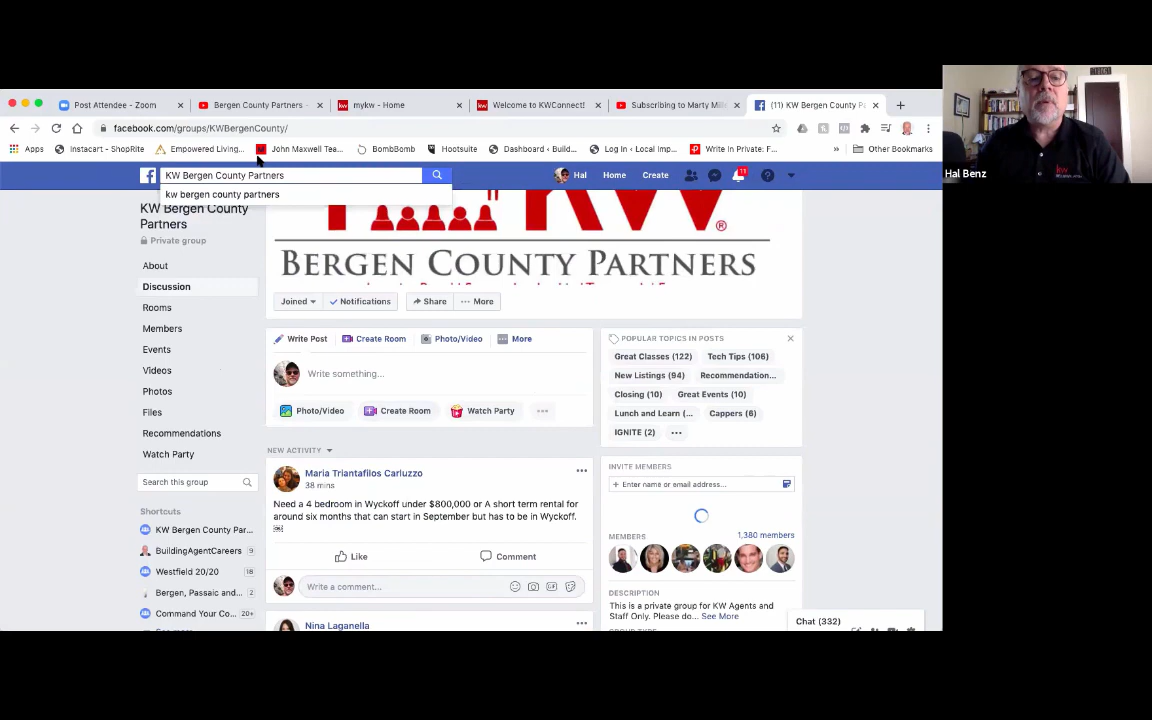 Post Attendee - Zoom
Bergen County Partners -
mykw - Home
Welcome to KWConnect!
Subscribing to Marty Mill
(11) KW Bergen County Pa
facebook.com/groups/KWBergenCounty/
Apps
Instacart - ShopRite
Empowered Living...
John Maxwell Tea...
BombBomb
Hootsuite
Dashboard ‹ Build...
Log In ‹ Local Imp...
Write In Private: F...
»
Other Bookmarks
KW Bergen County Partners
Hal
Home
Create
11
kw bergen county partners
KW Bergen County
Partners
Private group
About
Discussion
Rooms
Members
Events
Videos
Photos
Files
Recommendations
Watch Party
Search this group
Shortcuts
KW Bergen County Par...
BuildingAgentCareers 9
Westfield 20/20 18
Bergen, Passaic and... 2
Command Your Co... 20+
KW®
BERGEN COUNTY PARTNERS
Joined
Notifications
Share
More
Write Post
Create Room
Photo/Video
More
Write something...
Photo/Video
Create Room
Watch Party
NEW ACTIVITY
Maria Triantafilos Carluzzo
38 mins
Need a 4 bedroom in Wyckoff under $800,000 or A short term rental for
around six months that can start in September but has to be in Wyckoff.
Like
Comment
Write a comment...
Nina Laganella
POPULAR TOPICS IN POSTS
Great Classes (122)
Tech Tips (106)
New Listings (94)
Recommendation...
Closing (10)
Great Events (10)
Lunch and Learn (...
Cappers (6)
IGNITE (2)
INVITE MEMBERS
+ Enter name or email address...
MEMBERS
1,380 members
DESCRIPTION
This is a private group for KW Agents and
Staff Only. Please do... See More
Chat (332)
Hal Benz
kw